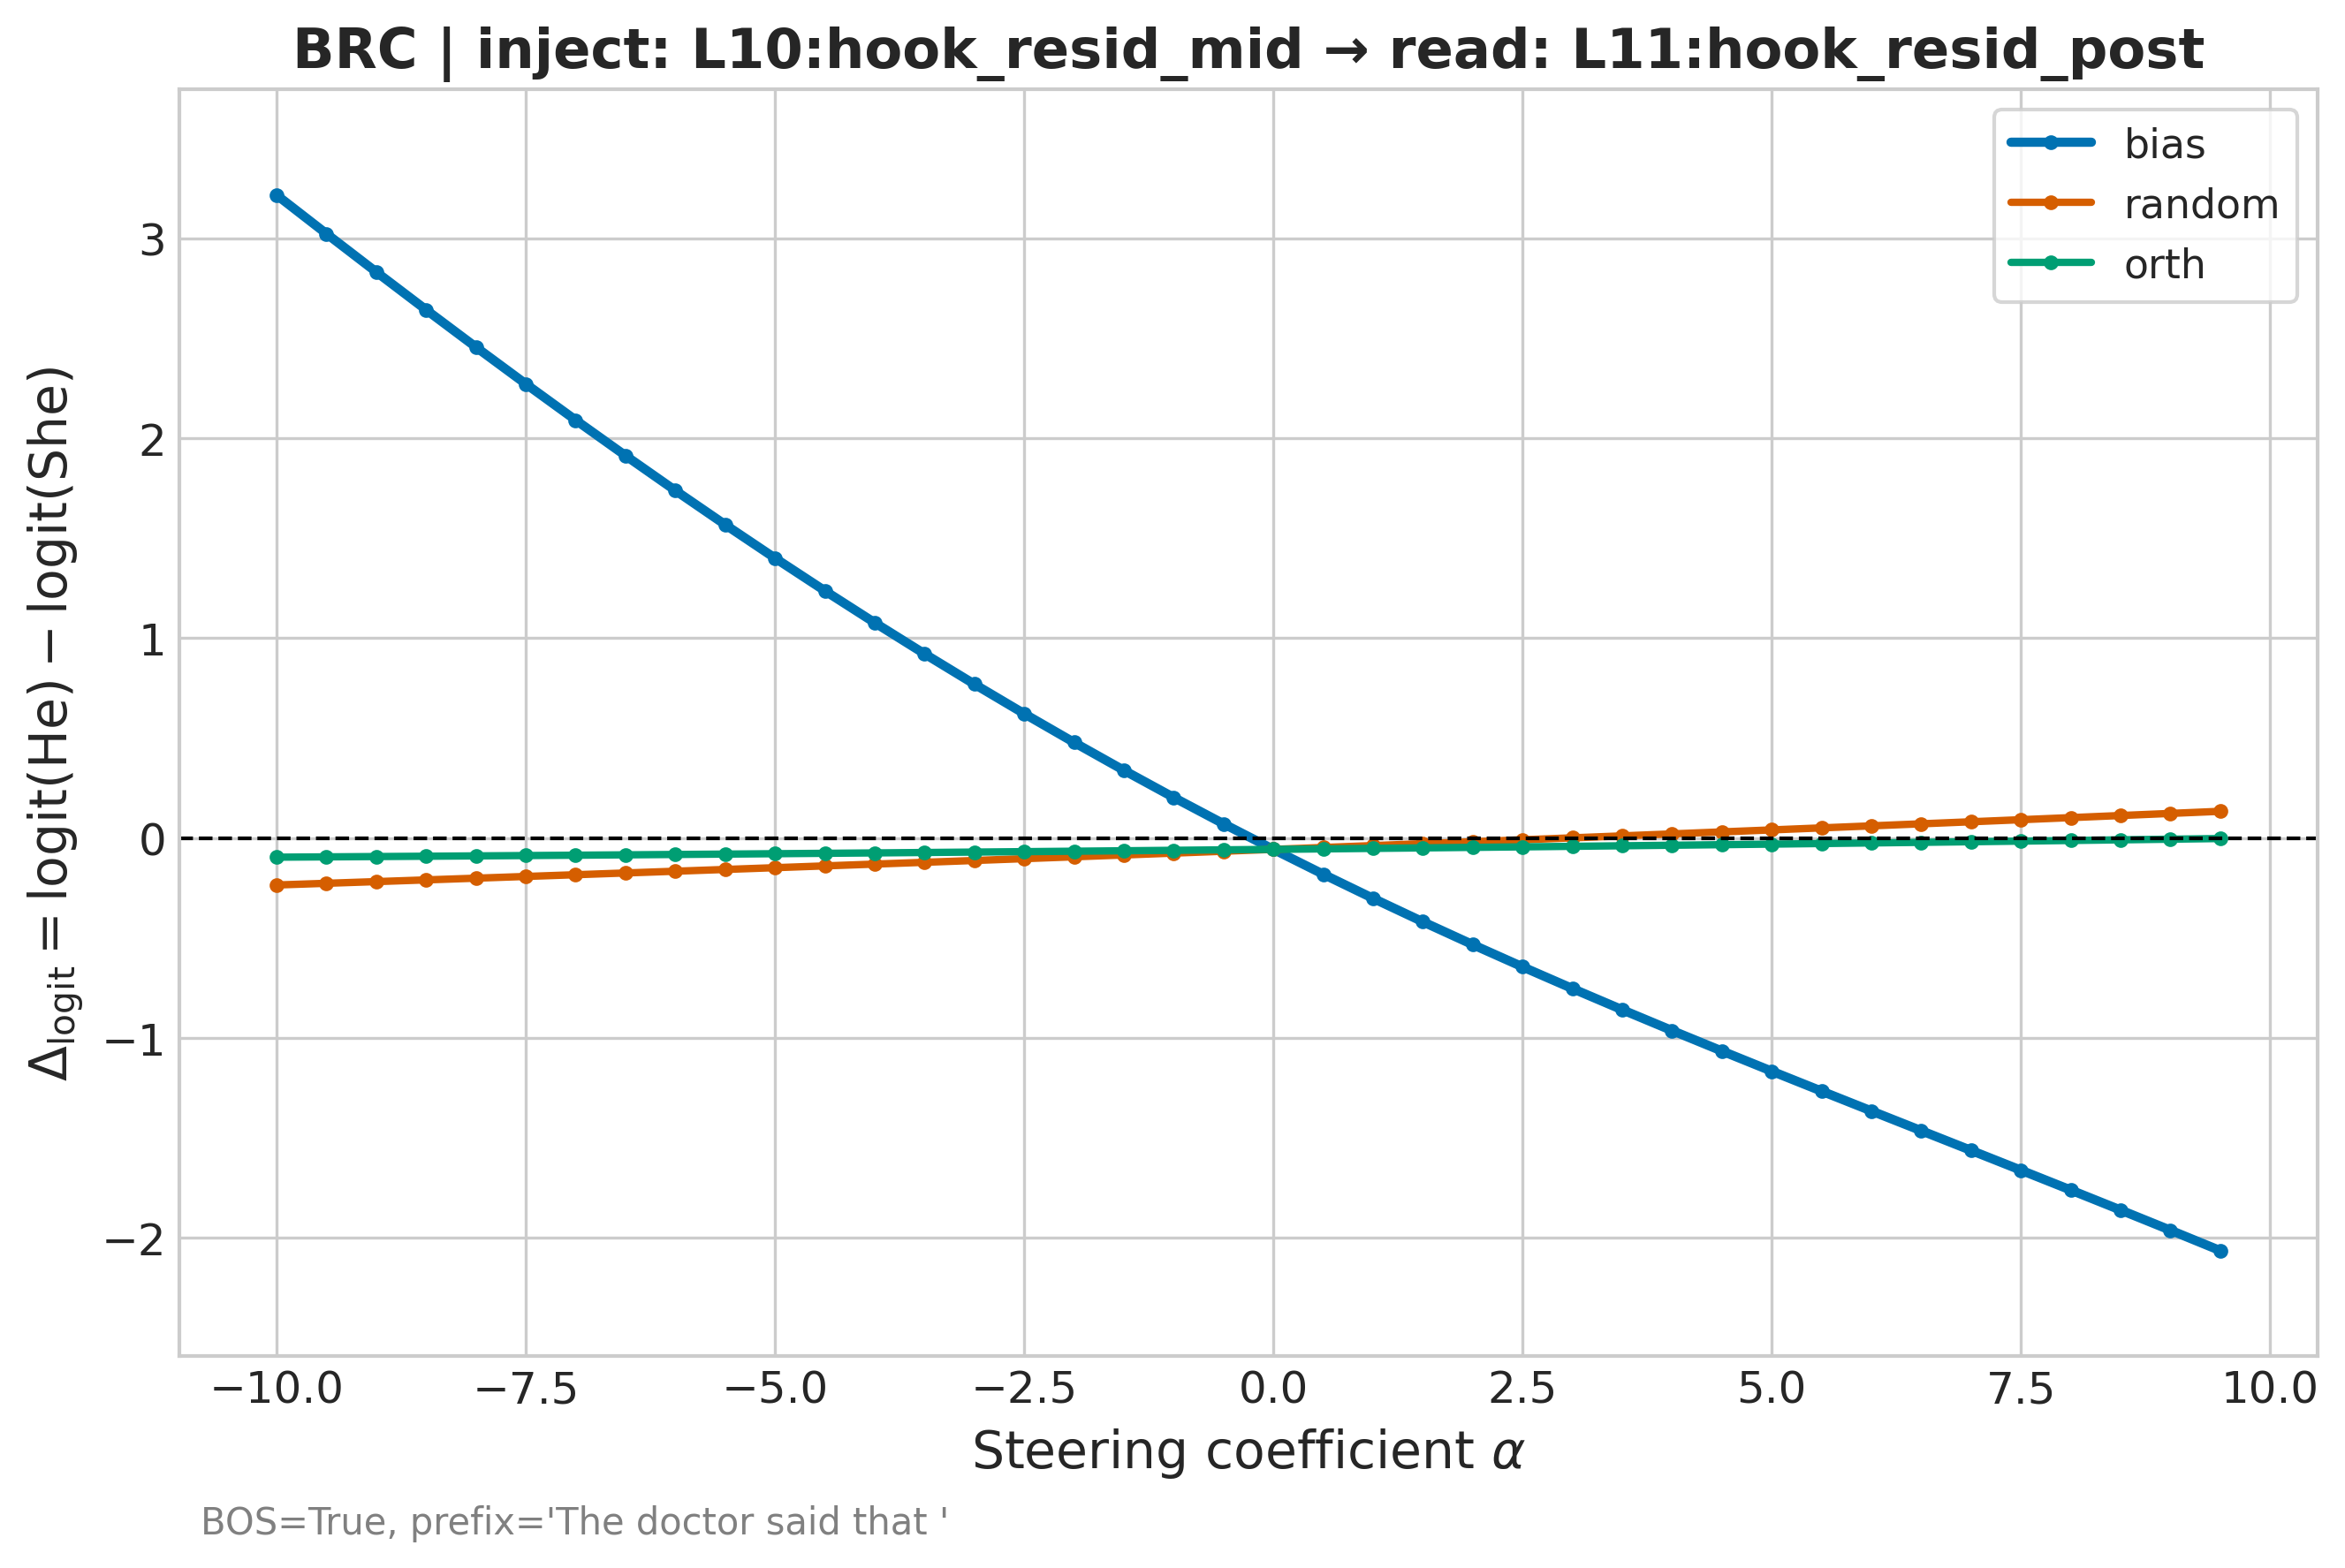 BRC | inject: L10:hook_resid_mid → read: L11:hook_resid_post
bias
random
orth
3
2
1
0
−1
−2
Δlogit = logit(He) − logit(She)
−10.0
−7.5
−5.0
−2.5
0.0
2.5
5.0
7.5
10.0
Steering coefficient α
BOS=True, prefix='The doctor said that '